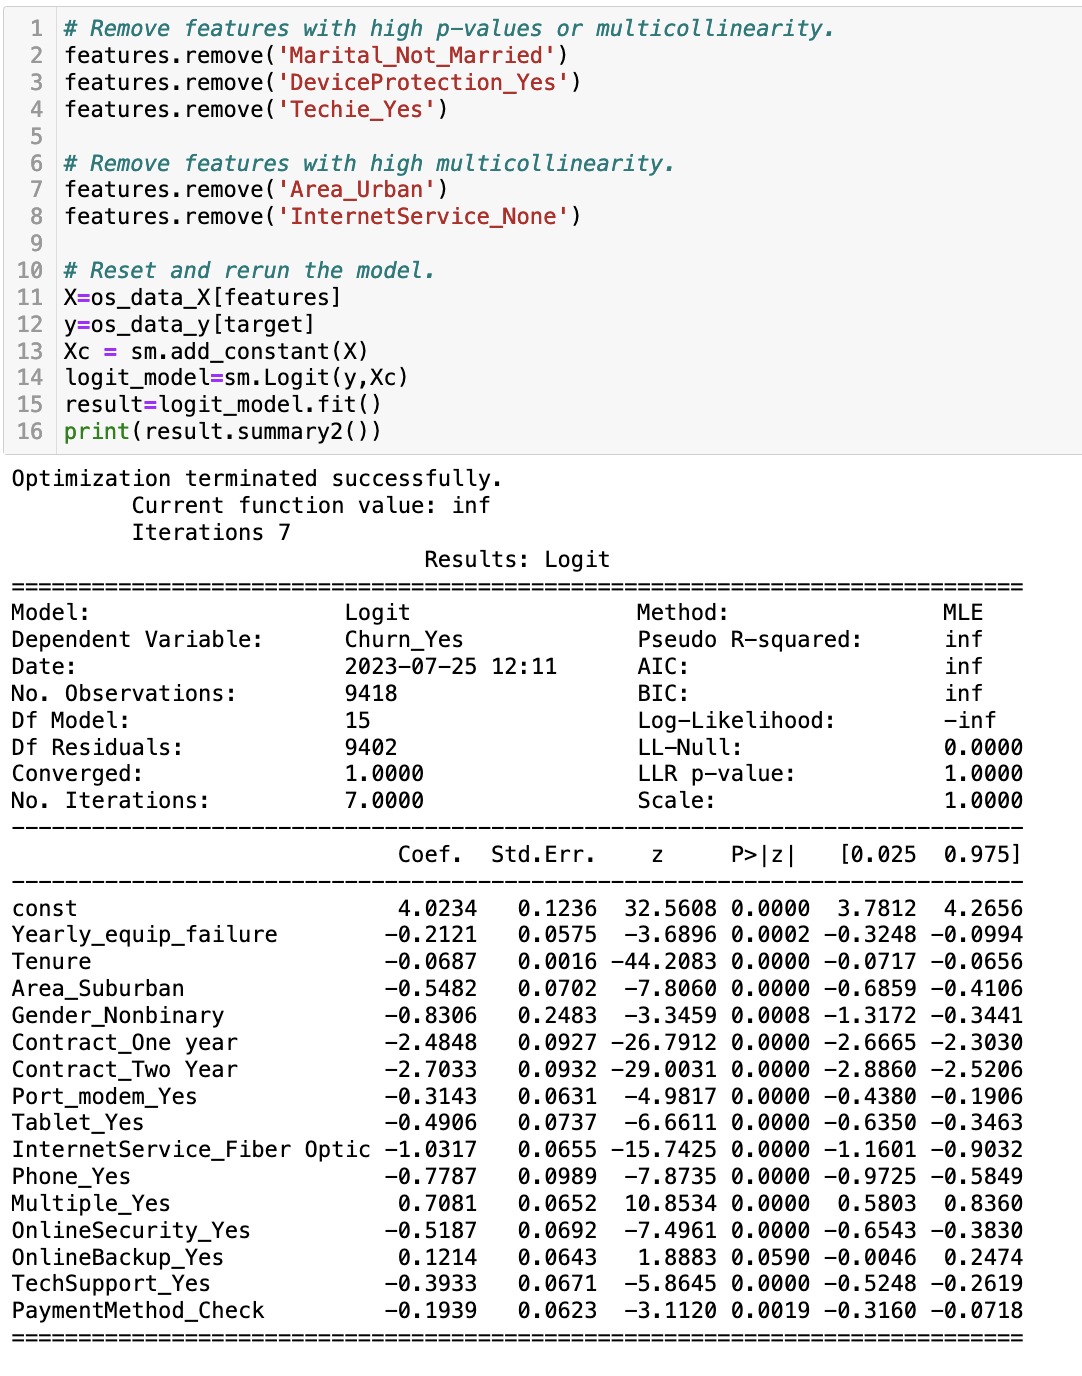 1 # Remove features with high p-values or multicollinearity.
2 features.remove('Marital_Not_Married')
3 features.remove('DeviceProtection_Yes')
4 features.remove('Techie_Yes')
5
6 # Remove features with high multicollinearity.
7 features.remove('Area_Urban')
8 features.remove('InternetService_None')
9
10 # Reset and rerun the model.
11 X=os_data_X[features]
12 y=os_data_y[target]
13 Xc = sm.add_constant(X)
14 logit_model=sm.Logit(y,Xc)
15 result=logit_model.fit()
16 print(result.summary2())
Optimization terminated successfully.
         Current function value: inf
         Iterations 7
                               Results: Logit
============================================================================
Model:                   Logit                 Method:                MLE
Dependent Variable:      Churn_Yes             Pseudo R-squared:      inf
Date:                    2023-07-25 12:11      AIC:                   inf
No. Observations:        9418                  BIC:                   inf
Df Model:                15                    Log-Likelihood:        -inf
Df Residuals:            9402                  LL-Null:               0.0000
Converged:               1.0000                LLR p-value:           1.0000
No. Iterations:          7.0000                Scale:                 1.0000
----------------------------------------------------------------------------
                             Coef.  Std.Err.    z     P>|z|   [0.025  0.975]
----------------------------------------------------------------------------
const                        4.0234   0.1236  32.5608 0.0000  3.7812  4.2656
Yearly_equip_failure        -0.2121   0.0575  -3.6896 0.0002 -0.3248 -0.0994
Tenure                      -0.0687   0.0016 -44.2083 0.0000 -0.0717 -0.0656
Area_Suburban               -0.5482   0.0702  -7.8060 0.0000 -0.6859 -0.4106
Gender_Nonbinary            -0.8306   0.2483  -3.3459 0.0008 -1.3172 -0.3441
Contract_One year           -2.4848   0.0927 -26.7912 0.0000 -2.6665 -2.3030
Contract_Two Year           -2.7033   0.0932 -29.0031 0.0000 -2.8860 -2.5206
Port_modem_Yes              -0.3143   0.0631  -4.9817 0.0000 -0.4380 -0.1906
Tablet_Yes                  -0.4906   0.0737  -6.6611 0.0000 -0.6350 -0.3463
InternetService_Fiber Optic -1.0317   0.0655 -15.7425 0.0000 -1.1601 -0.9032
Phone_Yes                   -0.7787   0.0989  -7.8735 0.0000 -0.9725 -0.5849
Multiple_Yes                 0.7081   0.0652  10.8534 0.0000  0.5803  0.8360
OnlineSecurity_Yes          -0.5187   0.0692  -7.4961 0.0000 -0.6543 -0.3830
OnlineBackup_Yes             0.1214   0.0643   1.8883 0.0590 -0.0046  0.2474
TechSupport_Yes             -0.3933   0.0671  -5.8645 0.0000 -0.5248 -0.2619
PaymentMethod_Check         -0.1939   0.0623  -3.1120 0.0019 -0.3160 -0.0718
============================================================================